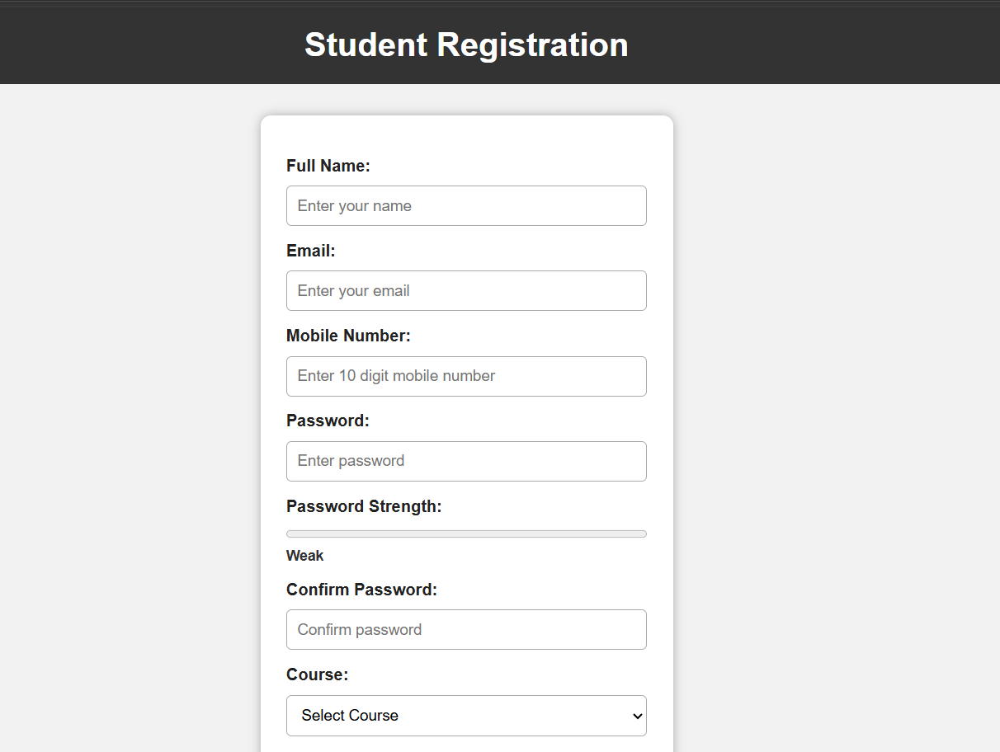 Student Registration
Full Name:
Enter your name
Email:
Enter your email
Mobile Number:
Enter 10 digit mobile number
Password:
Enter password
Password Strength:
Weak
Confirm Password:
Confirm password
Course:
Select Course